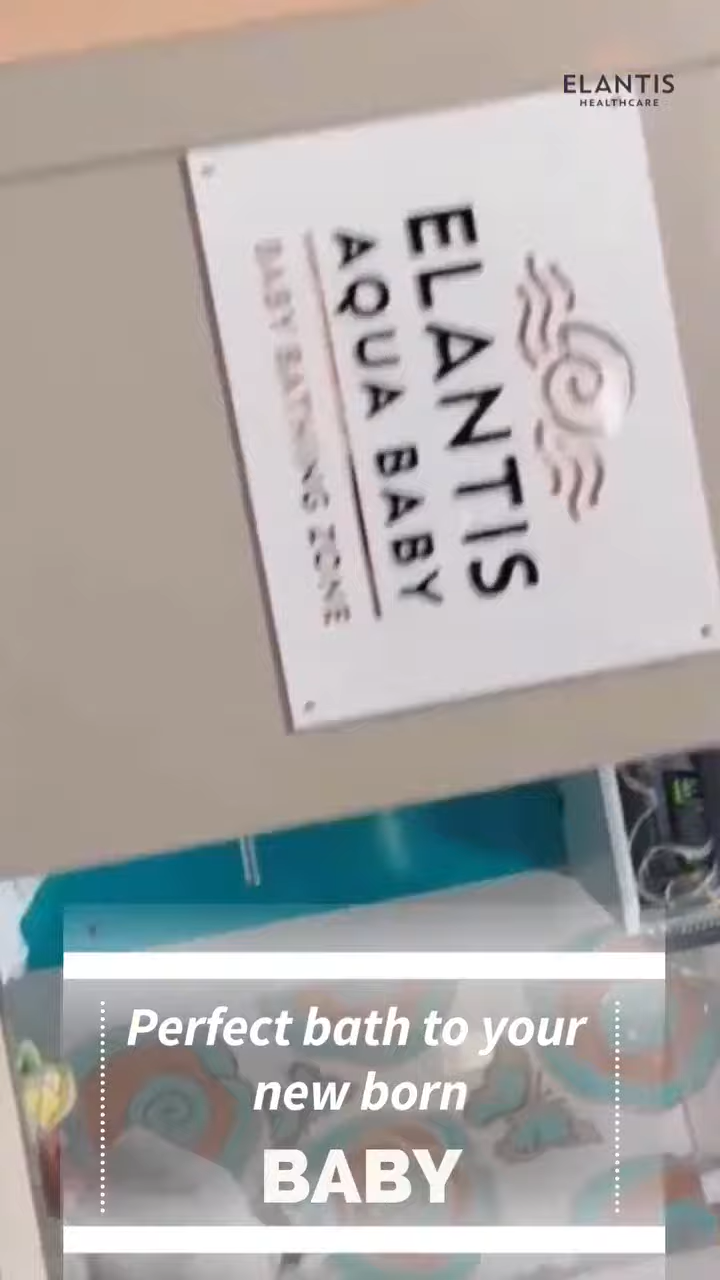 ELANTIS
HEALTHCARE
ELANTIS
AQUA BABY
BABY BATHING ZONE
Perfect bath to your
new born
BABY